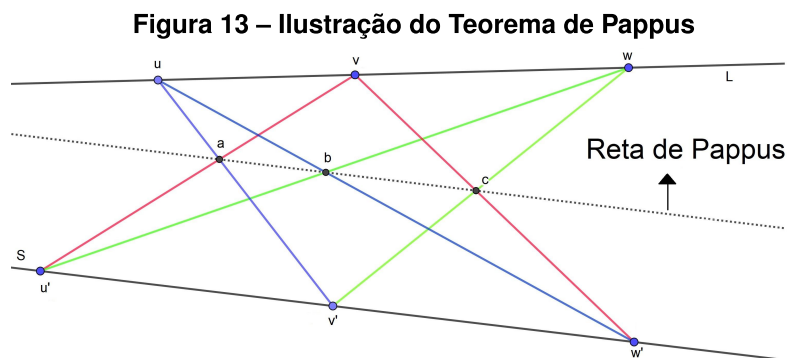 Figura 13 – Ilustração do Teorema de Pappus
u
v
w
L
a
b
c
Reta de Pappus
S
u'
v'
w'